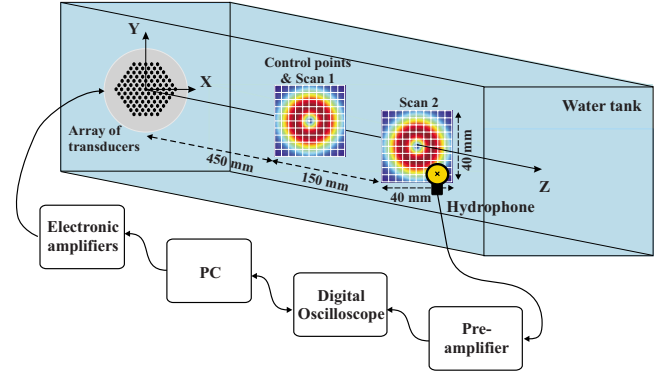 Y
X
Array of
transducers
Control points
& Scan 1
Scan 2
Water tank
450 mm
150 mm
40 mm
40 mm
Z
Hydrophone
Electronic
amplifiers
PC
Digital
Oscilloscope
Pre-
amplifier